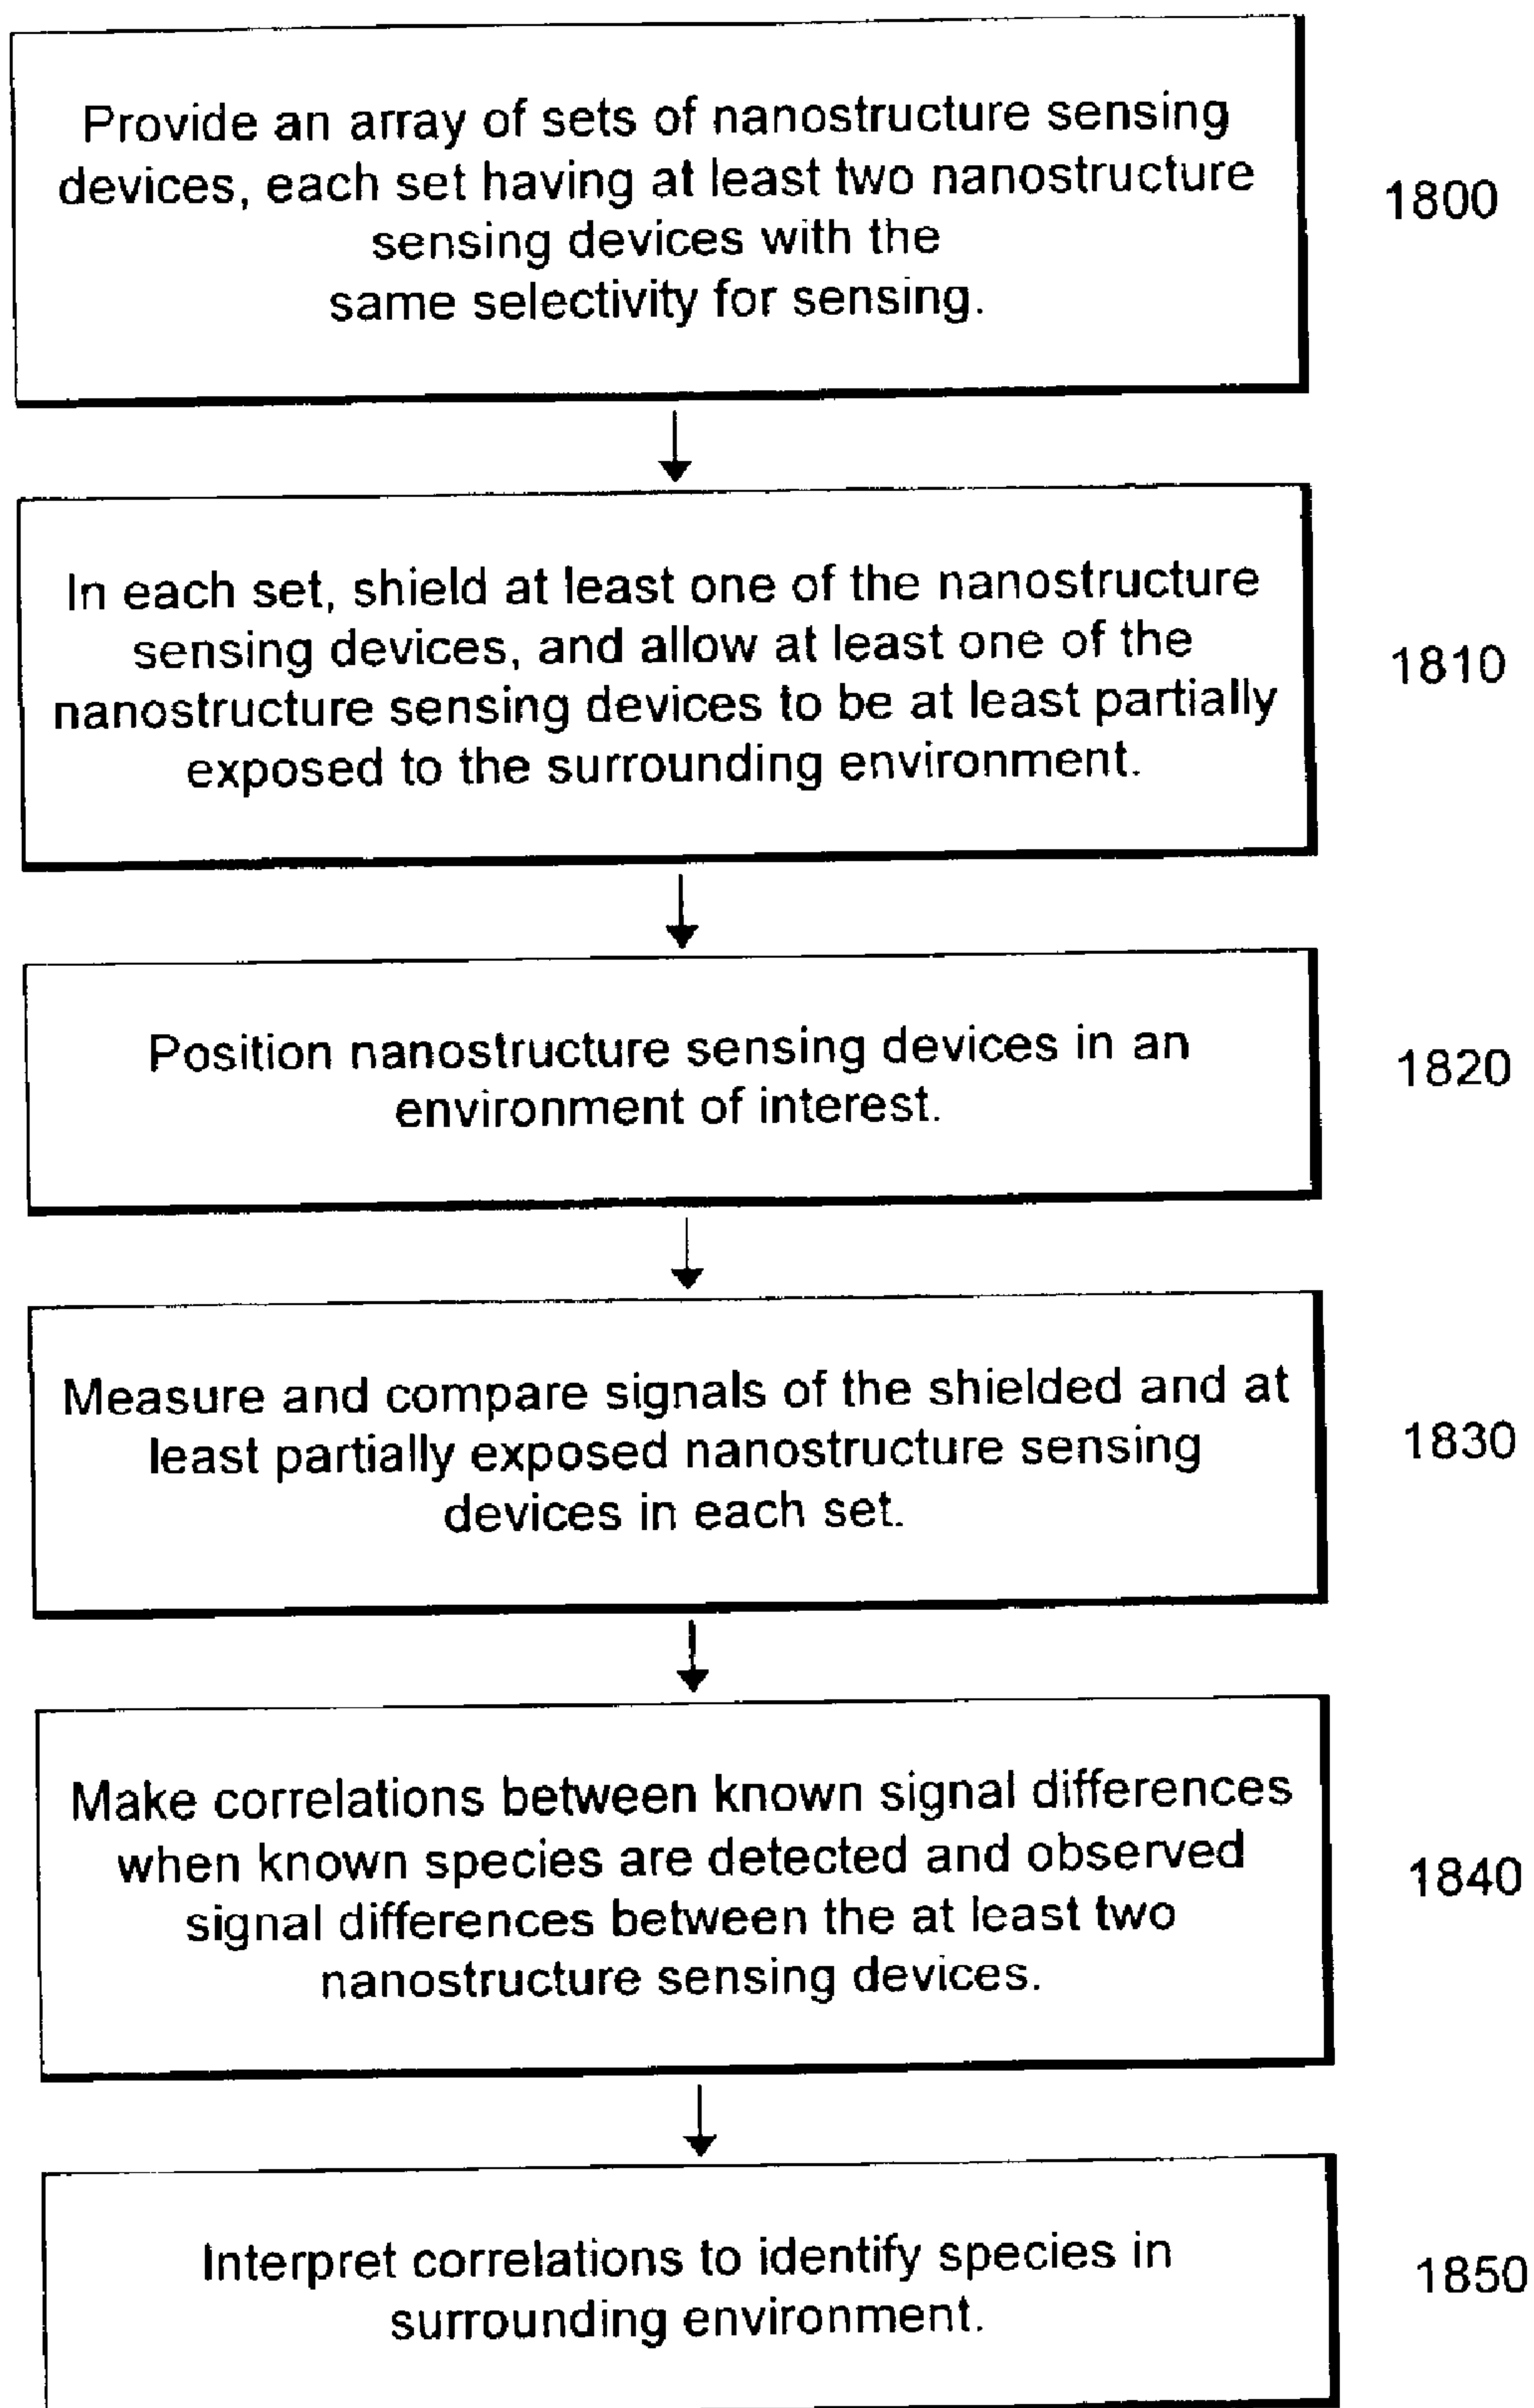 Provide an array of sets of nanostructure sensing
devices, each set having at least two nanostructure
sensing devices with the
same selectivity for sensing.
1800
In each set, shield at least one of the nanostructure
sensing devices, and allow at least one of the
nanostructure sensing devices to be at least partially
exposed to the surrounding environment.
1810
Position nanostructure sensing devices in an
environment of interest.
1820
Measure and compare signals of the shielded and at
least partially exposed nanostructure sensing
devices in each set.
1830
Make correlations between known signal differences
when known species are detected and observed
signal differences between the at least two
nanostructure sensing devices.
1840
Interpret correlations to identify species in
surrounding environment.
1850